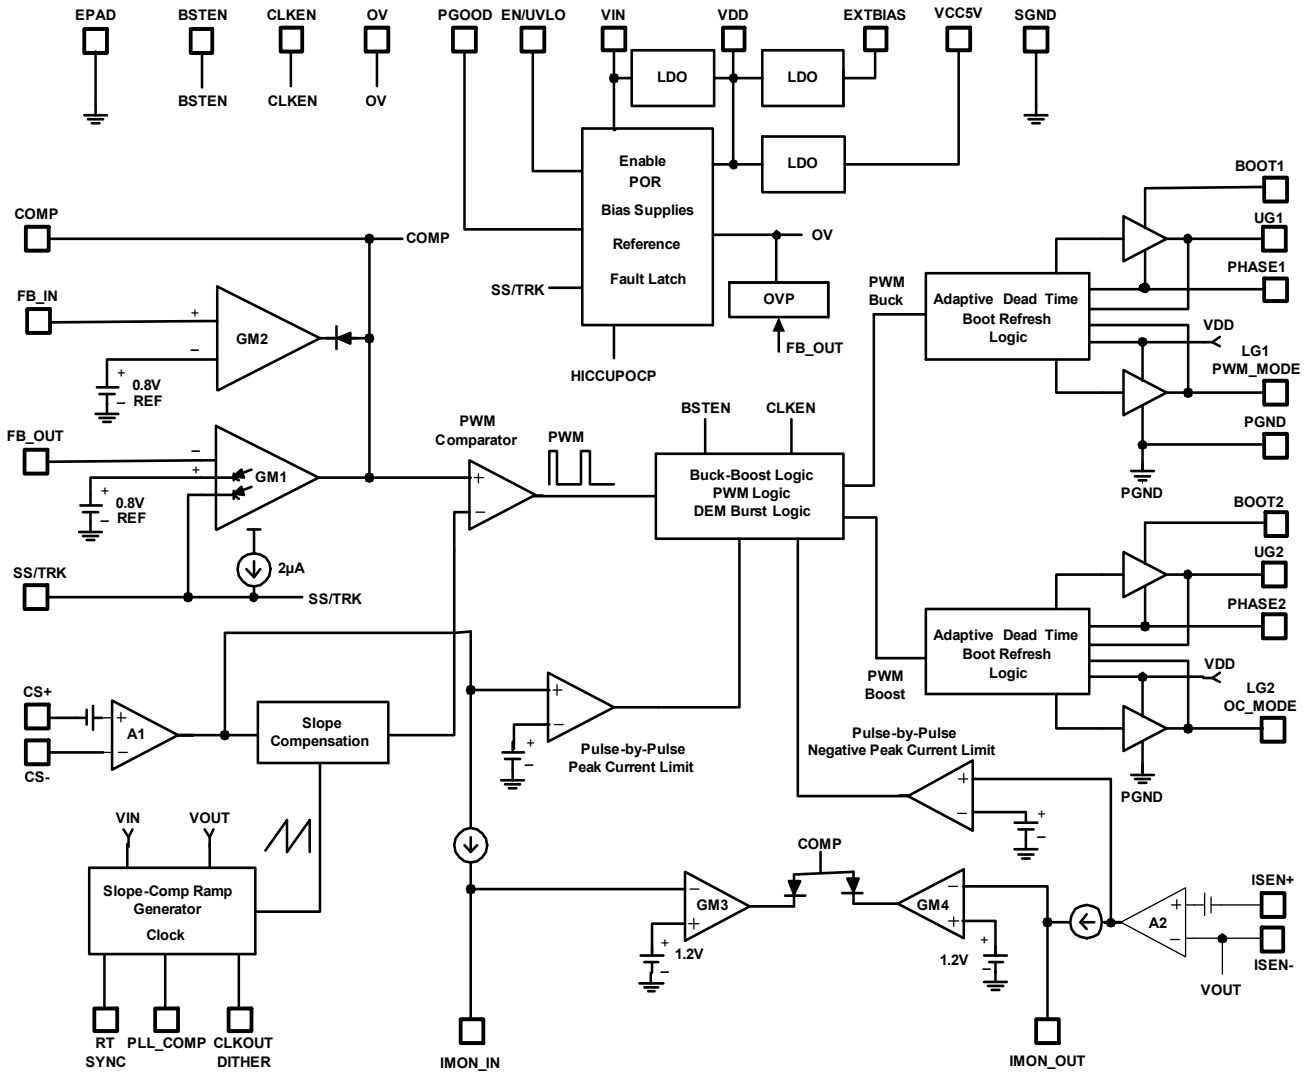 EPAD
BSTEN
CLKEN
OV
PGOOD
EN/UVLO
VIN
VDD
EXTBIAS
VCC5V
SGND
BSTEN
CLKEN
OV
LDO
LDO
LDO
Enable
POR
Bias Supplies
Reference
Fault Latch
SS/TRK
HICCUPOCP
OV
OVP
FB_OUT
COMP
COMP
FB_IN
+
−
GM2
+
−
0.8V
REF
FB_OUT
−
+
GM1
+
−
0.8V
REF
2µA
SS/TRK
SS/TRK
PWM
Comparator
+
−
PWM
BSTEN
CLKEN
Buck-Boost Logic
PWM Logic
DEM Burst Logic
PWM
Buck
Adaptive Dead Time
Boot Refresh
Logic
BOOT1
UG1
PHASE1
VDD
LG1
PWM_MODE
PGND
PGND
PWM
Boost
Adaptive Dead Time
Boot Refresh
Logic
BOOT2
UG2
PHASE2
VDD
LG2
OC_MODE
PGND
CS+
CS-
+
−
A1
Slope
Compensation
+
−
+
−
Pulse-by-Pulse
Peak Current Limit
Pulse-by-Pulse
Negative Peak Current Limit
+
−
+
−
VIN
VOUT
Slope-Comp Ramp
Generator
Clock
RT
SYNC
PLL_COMP
CLKOUT
DITHER
IMON_IN
COMP
−
+
GM3
+
−
1.2V
−
+
GM4
+
−
1.2V
IMON_OUT
A2
+
−
ISEN+
ISEN-
VOUT